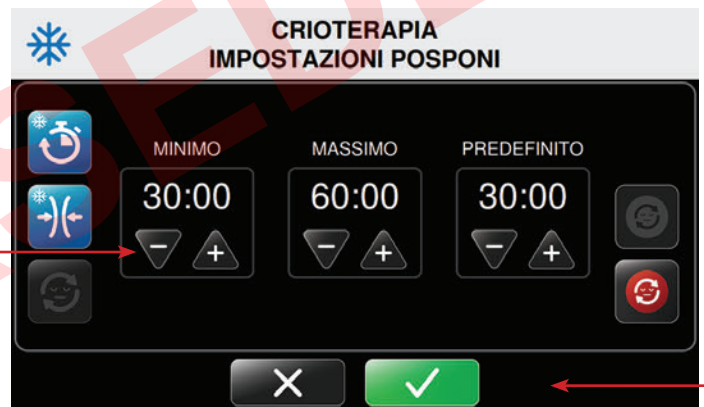 CRIOTERAPIA
IMPOSTAZIONI POSPONI
MINIMO MASSIMO PREDEFINITO
30:00 60:00 30:00